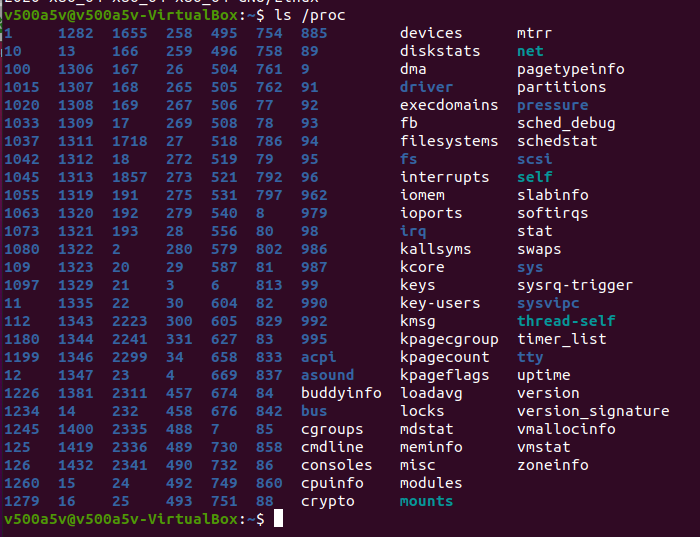 v500a5v@v500a5v-VirtualBox:~$ ls /proc
1 1282 1655 258 495 754 885 devices mtrr
10 13 166 259 496 758 89 diskstats net
100 1306 167 26 504 761 9 dma pagetypeinfo
1015 1307 168 265 505 762 91 driver partitions
1020 1308 169 267 506 77 92 execdomains pressure
1033 1309 17 269 508 78 93 fb sched_debug
1037 1311 1718 27 518 786 94 filesystems schedstat
1042 1312 18 272 519 79 95 fs scsi
1045 1313 1857 273 521 792 96 interrupts self
1055 1319 191 275 531 797 962 iomem slabinfo
1063 1320 192 279 540 8 979 ioports softirqs
1073 1321 193 28 556 80 98 irq stat
1080 1322 2 280 579 802 986 kallsyms swaps
109 1323 20 29 587 81 987 kcore sys
1097 1329 21 3 6 813 99 keys sysrq-trigger
11 1335 22 30 604 82 990 key-users sysvipc
112 1343 2223 300 605 829 992 kmsg thread-self
1180 1344 2241 331 627 83 995 kpagecgroup timer_list
1199 1346 2299 34 658 833 acpi kpagecount tty
12 1347 23 4 669 837 asound kpageflags uptime
1226 1381 2311 457 674 84 buddyinfo loadavg version
1234 14 232 458 676 842 bus locks version_signature
1245 1400 2335 488 7 85 cgroups mdstat vmallocinfo
125 1419 2336 489 730 858 cmdline meminfo vmstat
126 1432 2341 490 732 86 consoles misc zoneinfo
1260 15 24 492 749 860 cpuinfo modules
1279 16 25 493 751 88 crypto mounts
v500a5v@v500a5v-VirtualBox:~$